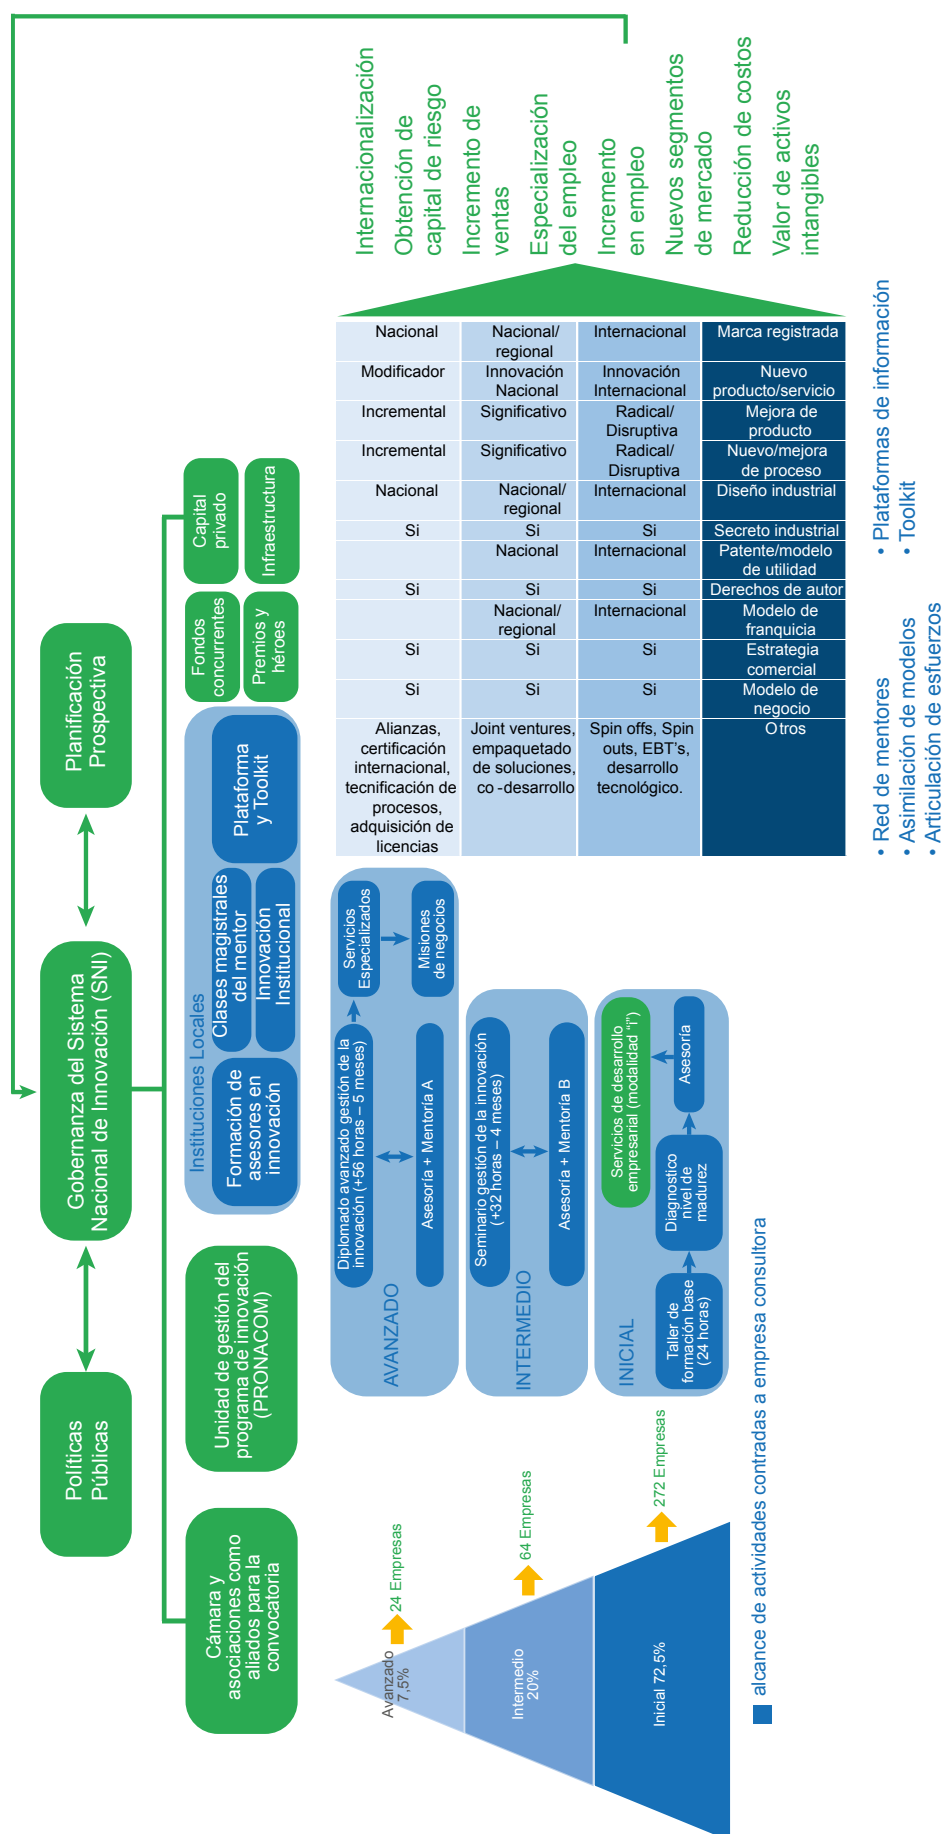 Políticas
Públicas
Gobernanza del Sistema
Nacional de Innovación (SNI)
Planificación
Prospectiva
Cámara y
asociaciones como
aliados para la
convocatoria
Unidad de gestión del
programa de innovación
(PRONACOM)
Instituciones Locales
Formación de
asesores en
innovación
Clases magistrales
del mentor
Innovación
Institucional
Plataforma
y Toolkit
Fondos
concurrentes
Premios y
héroes
Capital
privado
Infraestructura
Avanzado
7,5%
24 Empresas
Intermedio
20%
64 Empresas
Inicial 72,5%
272 Empresas
AVANZADO
Diplomado avanzado gestión de la
innovación (+56 horas – 5 meses)
Asesoría + Mentoría A
Servicios
Especializados
Misiones
de negocios
INTERMEDIO
Seminario gestión de la innovación
(+32 horas – 4 meses)
Asesoría + Mentoría B
INICIAL
Taller de
formación base
(24 horas)
Diagnostico
nivel de
madurez
Asesoría
Servicios de desarrollo
empresarial (modalidad “i”)
Nacional
Nacional/
regional
Internacional
Marca registrada
Modificador
Innovación
Nacional
Innovación
Internacional
Nuevo
producto/servicio
Incremental
Significativo
Radical/
Disruptiva
Mejora de
producto
Incremental
Significativo
Radical/
Disruptiva
Nuevo/mejora
de proceso
Nacional
Nacional/
regional
Internacional
Diseño industrial
Si
Si
Si
Secreto industrial
Nacional
Internacional
Patente/modelo
de utilidad
Si
Si
Si
Derechos de autor
Nacional/
regional
Internacional
Modelo de
franquicia
Si
Si
Si
Estrategia
comercial
Si
Si
Si
Modelo de
negocio
Alianzas,
certificación
internacional,
tecnificación de
procesos,
adquisición de
licencias
Joint ventures,
empaquetado
de soluciones,
co -desarrollo
Spin offs, Spin
outs, EBT’s,
desarrollo
tecnológico.
Otros
Internacionalización
Obtención de
capital de riesgo
Incremento de
ventas
Especialización
del empleo
Incremento
en empleo
Nuevos segmentos
de mercado
Reducción de costos
Valor de activos
intangibles
alcance de actividades contradas a empresa consultora
• Red de mentores
• Asimilación de modelos
• Articulación de esfuerzos
• Plataformas de información
• Toolkit